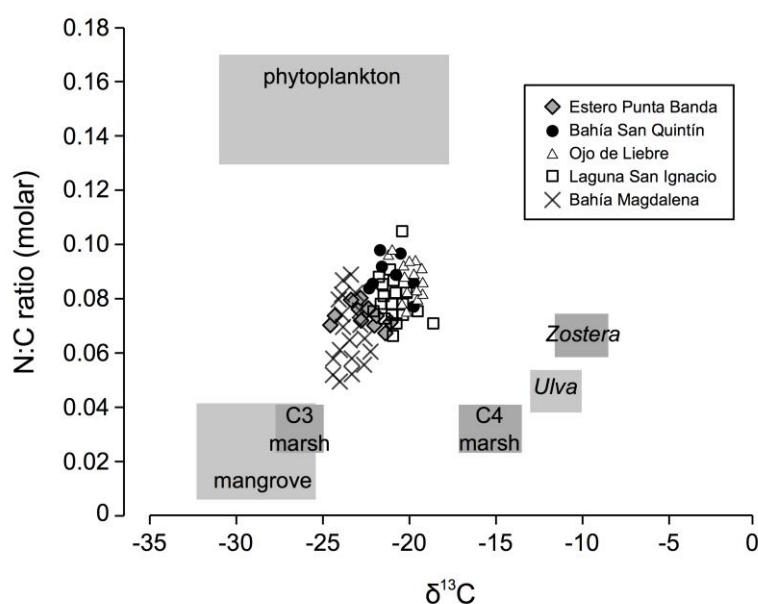 0.18
0.16
0.14
0.12
0.10
0.08
0.06
0.04
0.02
0
N:C ratio (molar)
phytoplankton
Estero Punta Banda
Bahía San Quintín
Ojo de Liebre
Laguna San Ignacio
Bahía Magdalena
Zostera
Ulva
C3
marsh
C4
marsh
mangrove
-35 -30 -25 -20 -15 -10 -5 0
δ¹³C